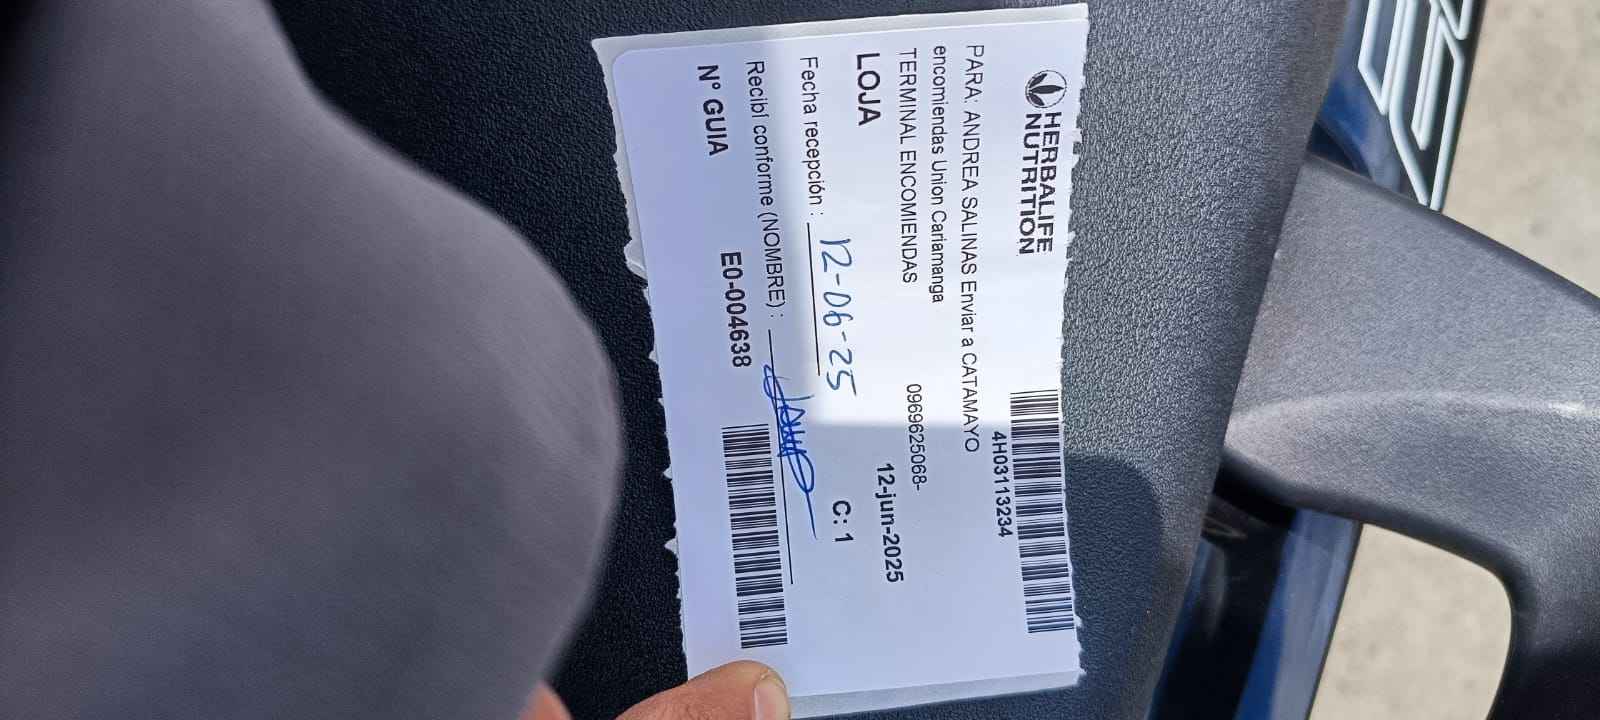 HERBALIFE
NUTRITION
4H03113234
PARA: ANDREA SALINAS Enviar a CATAMAYO
encomiendas Union Cariamanga
TERMINAL ENCOMIENDAS 0969625068-
LOJA 12-jun-2025
Fecha recepción : 12-06-25 C: 1
Recibí conforme (NOMBRE) :
N° GUIA E0-004638